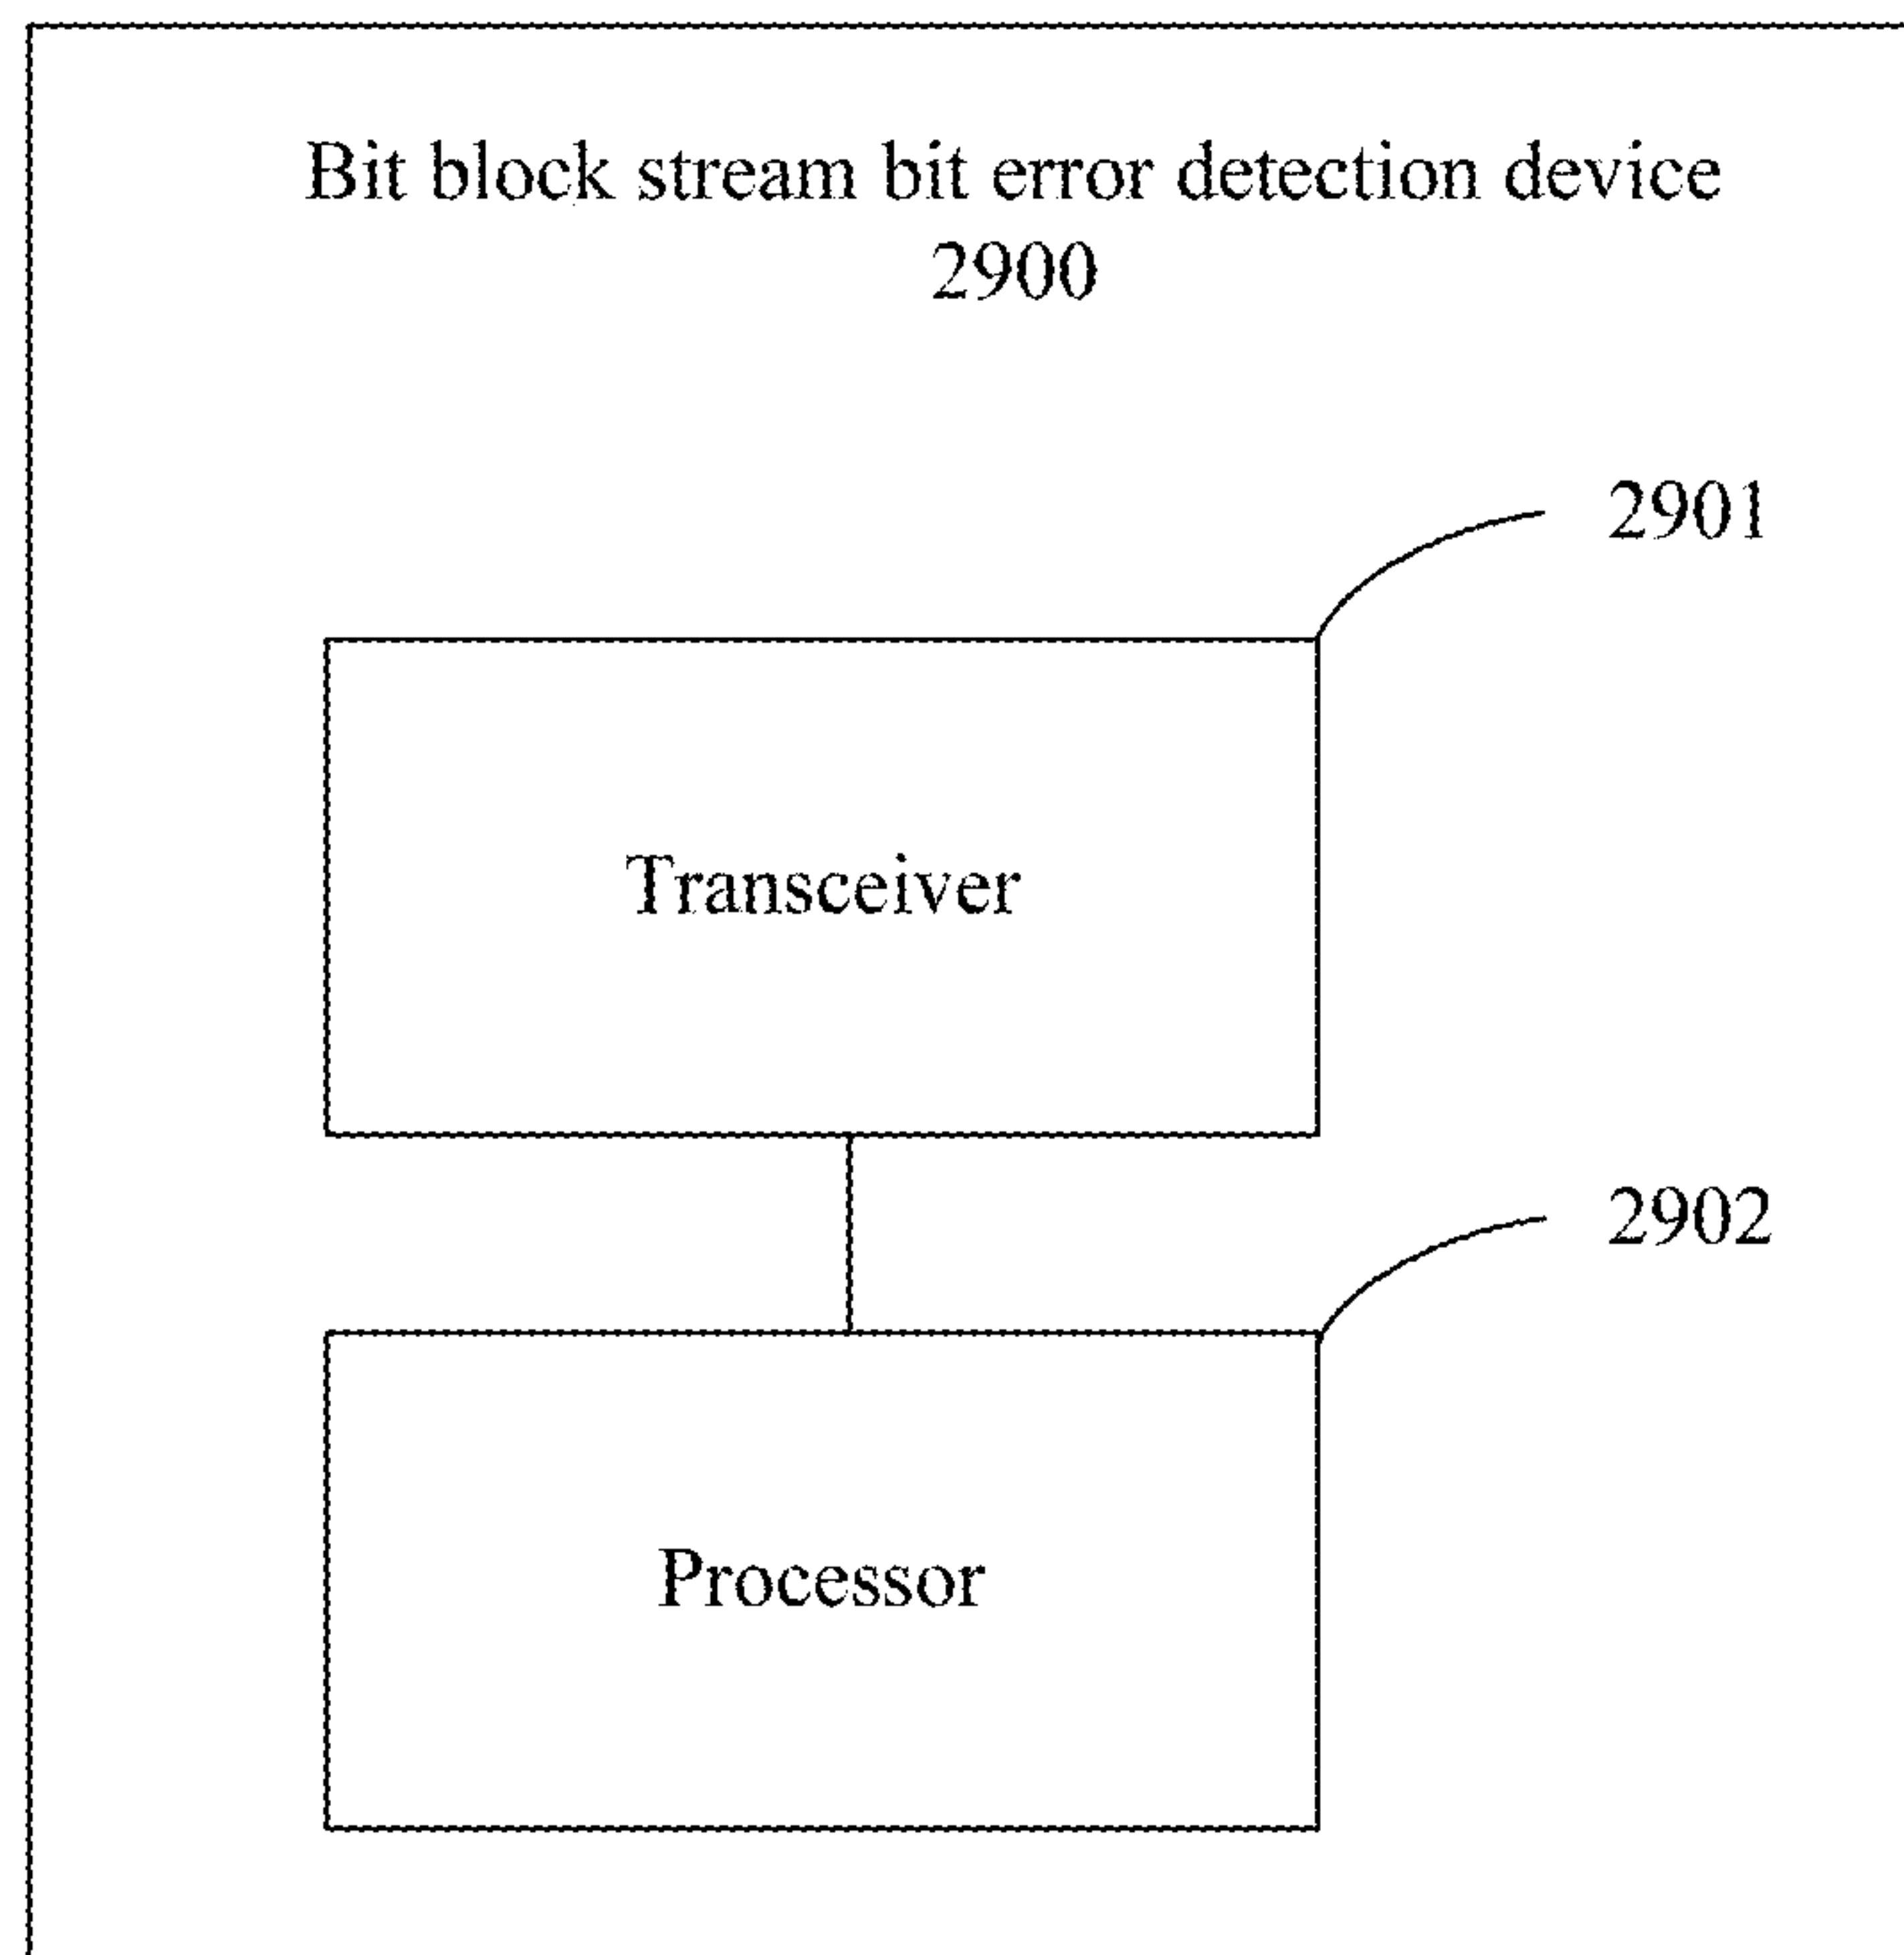 Bit block stream bit error detection device
2900
2901
Transceiver
2902
Processor